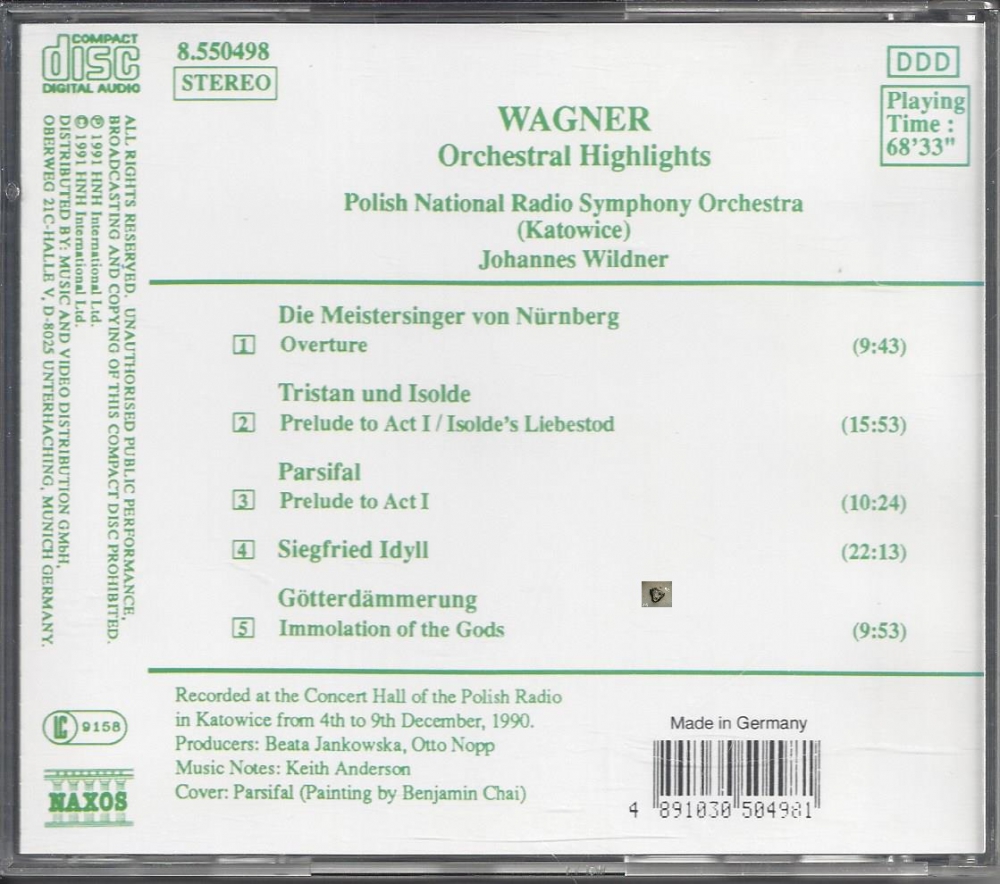 COMPACT
disc
DIGITAL AUDIO
8.550498
STEREO
DDD
Playing
Time :
68'33"
WAGNER
Orchestral Highlights
Polish National Radio Symphony Orchestra
(Katowice)
Johannes Wildner
Die Meistersinger von Nürnberg
1 Overture (9:43)
Tristan und Isolde
2 Prelude to Act I / Isolde's Liebestod (15:53)
Parsifal
3 Prelude to Act I (10:24)
4 Siegfried Idyll (22:13)
Götterdämmerung
5 Immolation of the Gods (9:53)
ALL RIGHTS RESERVED. UNAUTHORISED PUBLIC PERFORMANCE,
BROADCASTING AND COPYING OF THIS COMPACT DISC PROHIBITED.
℗ 1991 HNH International Ltd.
© 1991 HNH International Ltd.
DISTRIBUTED BY: MUSIC AND VIDEO DISTRIBUTION GMbH,
OBERWEG 21C-HALLE V, D-8025 UNTERHACHING, MUNICH GERMANY.
LC 9158
NAXOS
Recorded at the Concert Hall of the Polish Radio
in Katowice from 4th to 9th December, 1990.
Producers: Beata Jankowska, Otto Nopp
Music Notes: Keith Anderson
Cover: Parsifal (Painting by Benjamin Chai)
Made in Germany
4 891030 504981